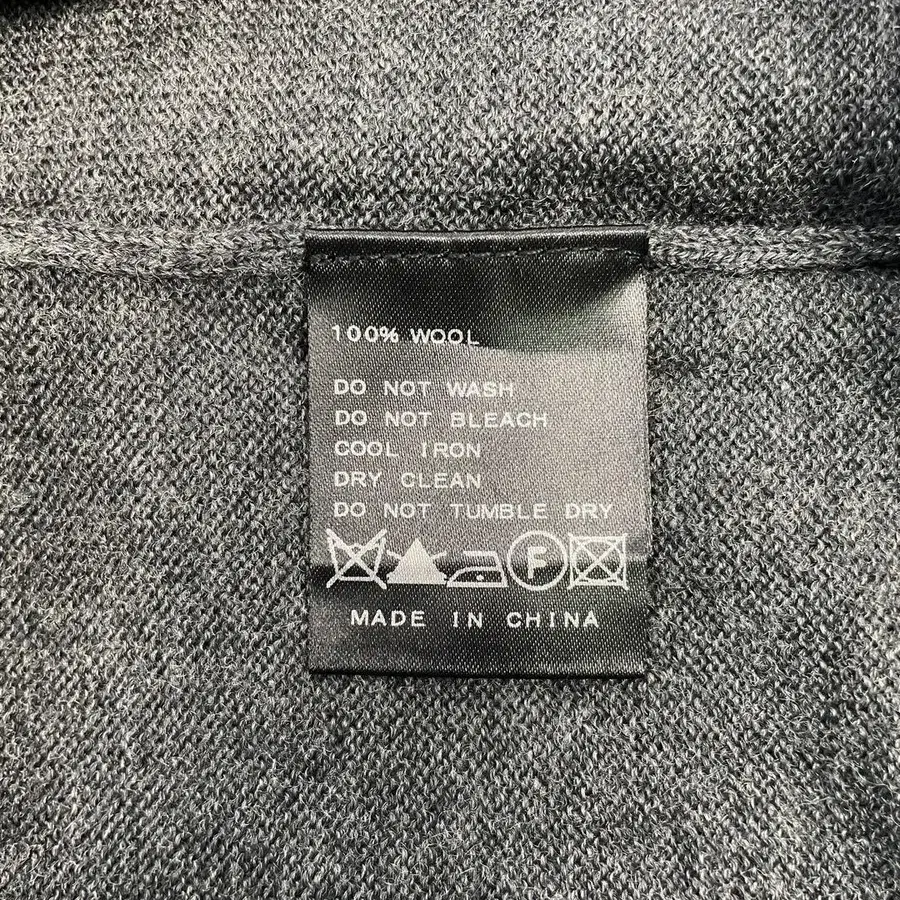 100% WOOL
DO NOT WASH
DO NOT BLEACH
COOL IRON
DRY CLEAN
DO NOT TUMBLE DRY
F
MADE IN CHINA